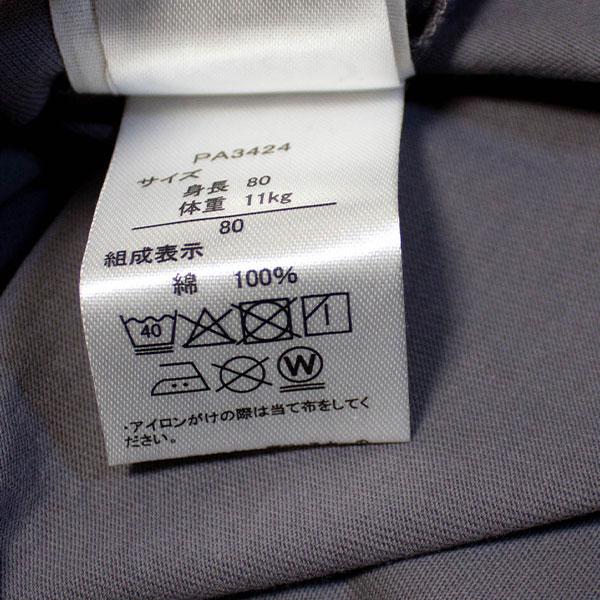 PA3424
サイズ
身長 80
体重 11kg
80
組成表示
綿 100%
40
W
・アイロンがけの際は当て布をしてく
ださい。